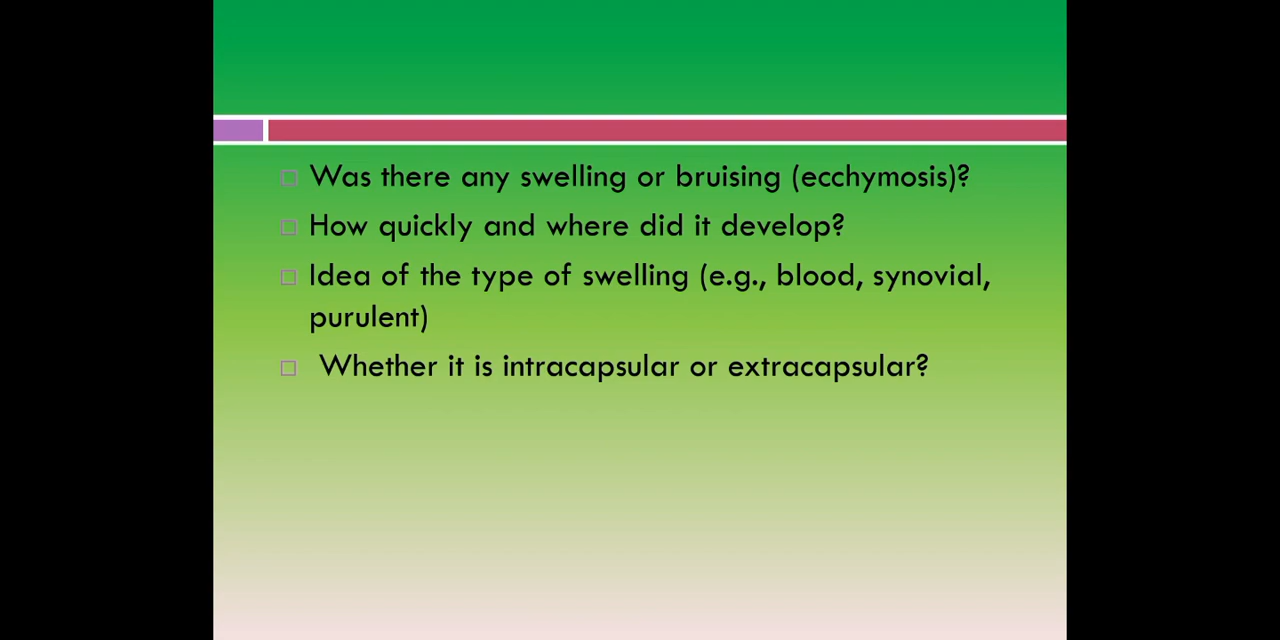 Was there any swelling or bruising (ecchymosis)?
How quickly and where did it develop?
Idea of the type of swelling (e.g., blood, synovial,
purulent)
Whether it is intracapsular or extracapsular?